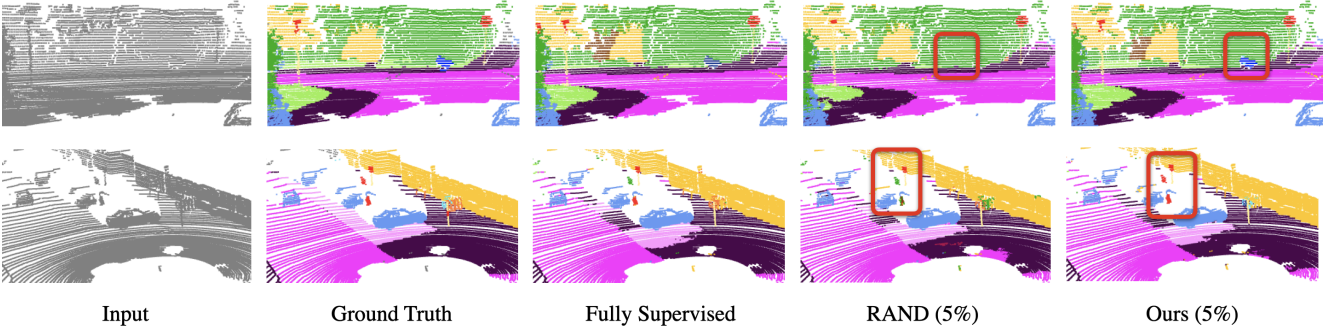 Input
Ground Truth
Fully Supervised
RAND (5%)
Ours (5%)